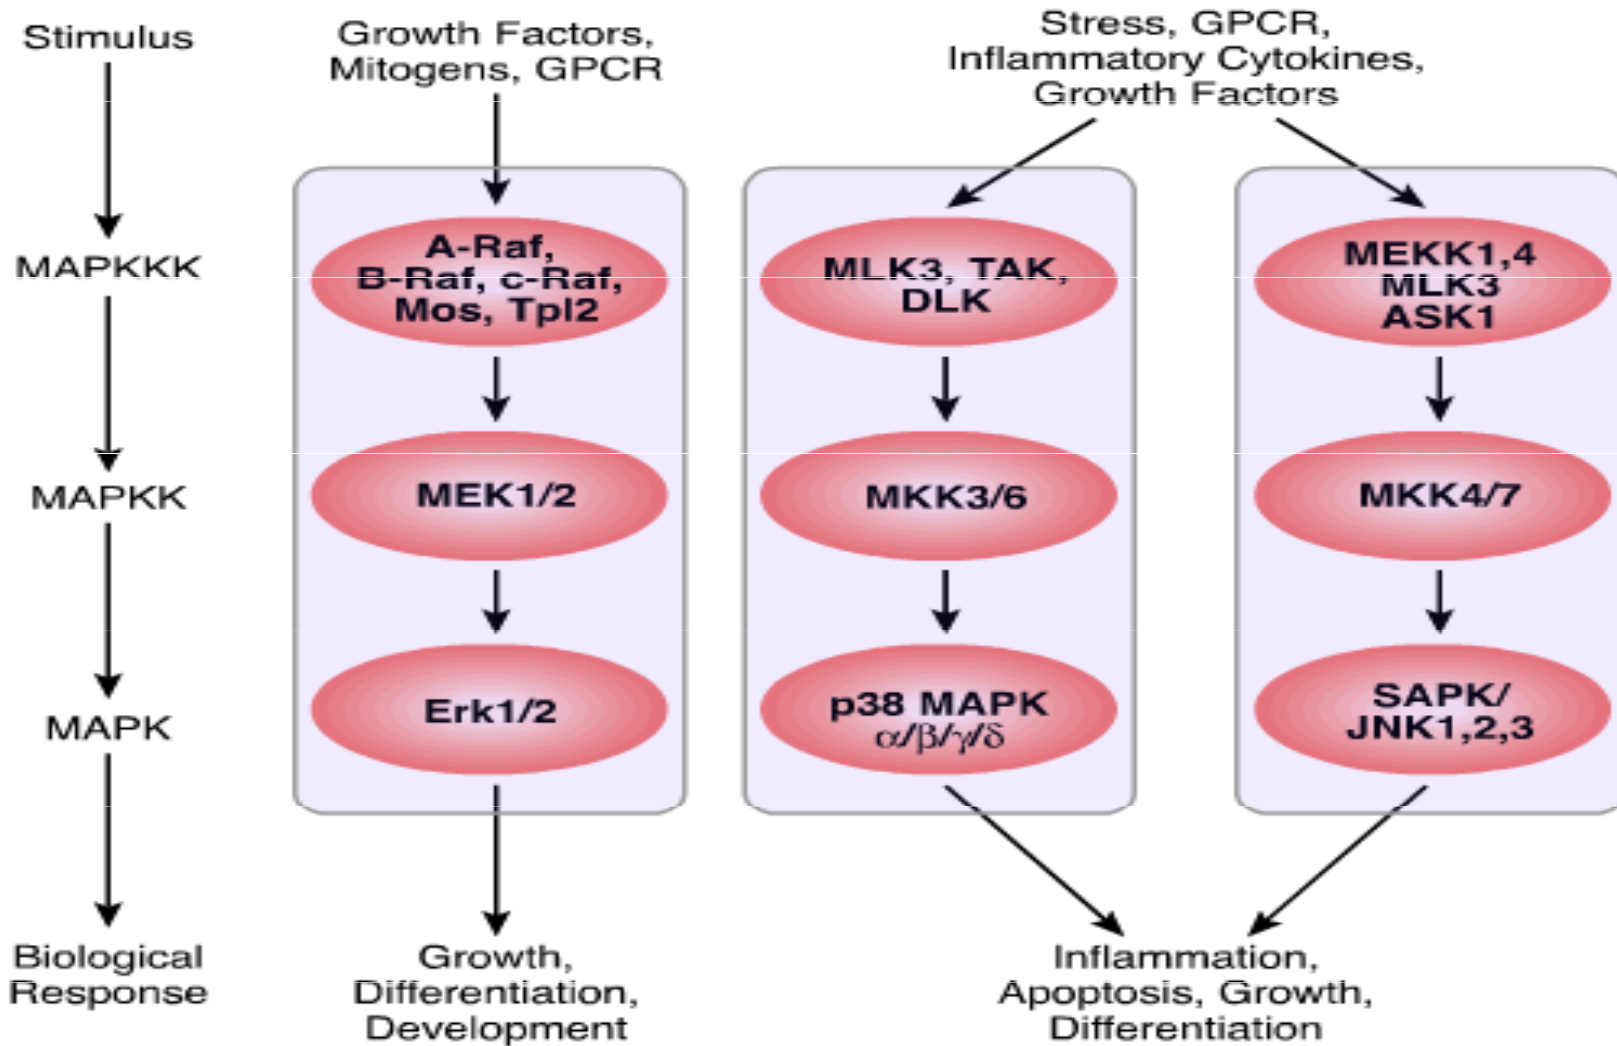 Stimulus
MAPKKK
MAPKK
MAPK
Biological
Response
Growth Factors,
Mitogens, GPCR
A-Raf,
B-Raf, c-Raf,
Mos, Tpl2
MEK1/2
Erk1/2
Growth,
Differentiation,
Development
Stress, GPCR,
Inflammatory Cytokines,
Growth Factors
MLK3, TAK,
DLK
MKK3/6
p38 MAPK
α/β/γ/δ
MEKK1,4
MLK3
ASK1
MKK4/7
SAPK/
JNK1,2,3
Inflammation,
Apoptosis, Growth,
Differentiation